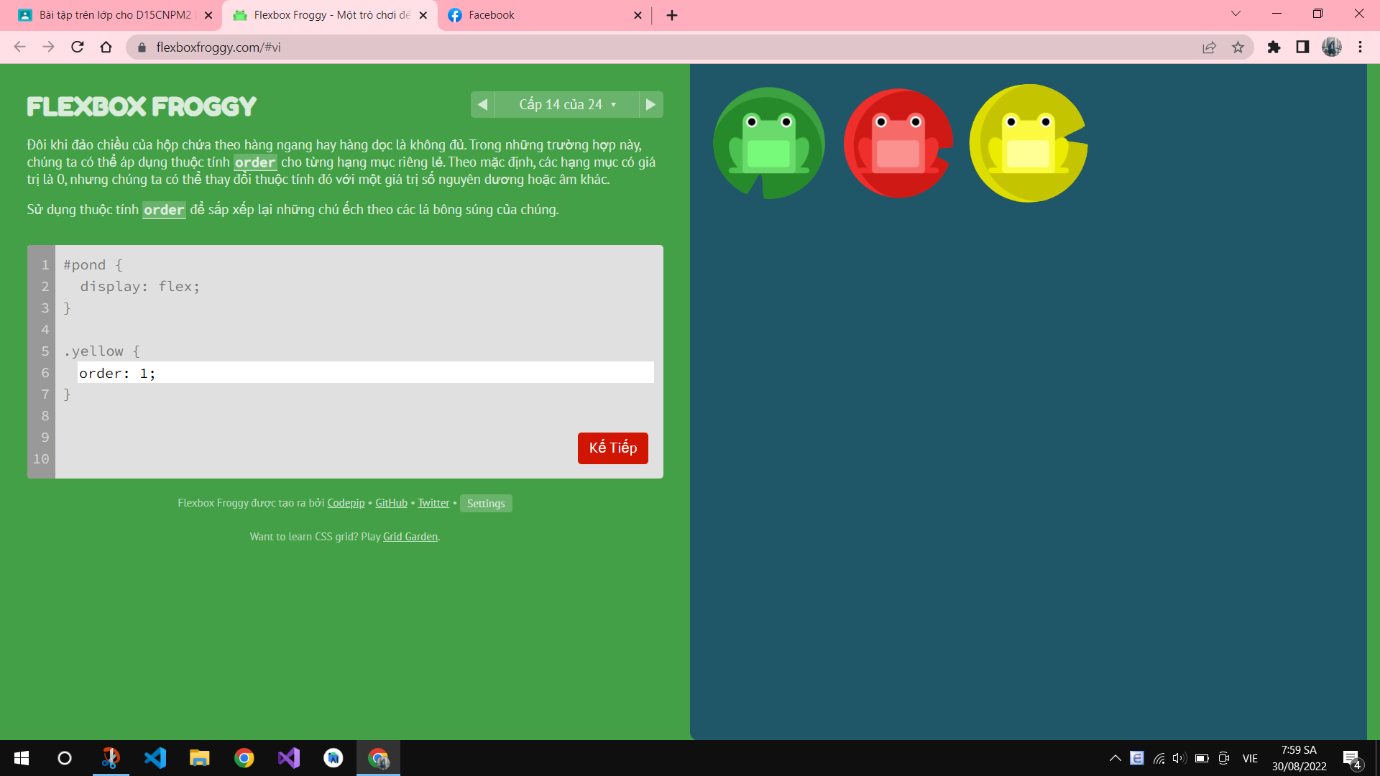 Bài tập trên lớp cho D15CNPM2
Flexbox Froggy - Một trò chơi để
Facebook
flexboxfroggy.com/#vi
FLEXBOX FROGGY
Cấp 14 của 24
Đôi khi đảo chiều của hộp chứa theo hàng ngang hay hàng dọc là không đủ. Trong những trường hợp này,
chúng ta có thể áp dụng thuộc tính order cho từng hạng mục riêng lẻ. Theo mặc định, các hạng mục có giá
trị là 0, nhưng chúng ta có thể thay đổi thuộc tính đó với một giá trị số nguyên dương hoặc âm khác.
Sử dụng thuộc tính order để sắp xếp lại những chú ếch theo các lá bông súng của chúng.
1 #pond {
2 display: flex;
3 }
4
5 .yellow {
6 order: 1;
7 }
8
9
10
Kế Tiếp
Flexbox Froggy được tạo ra bởi Codepip • GitHub • Twitter • Settings
Want to learn CSS grid? Play Grid Garden.
VIE
7:59 SA
30/08/2022
4